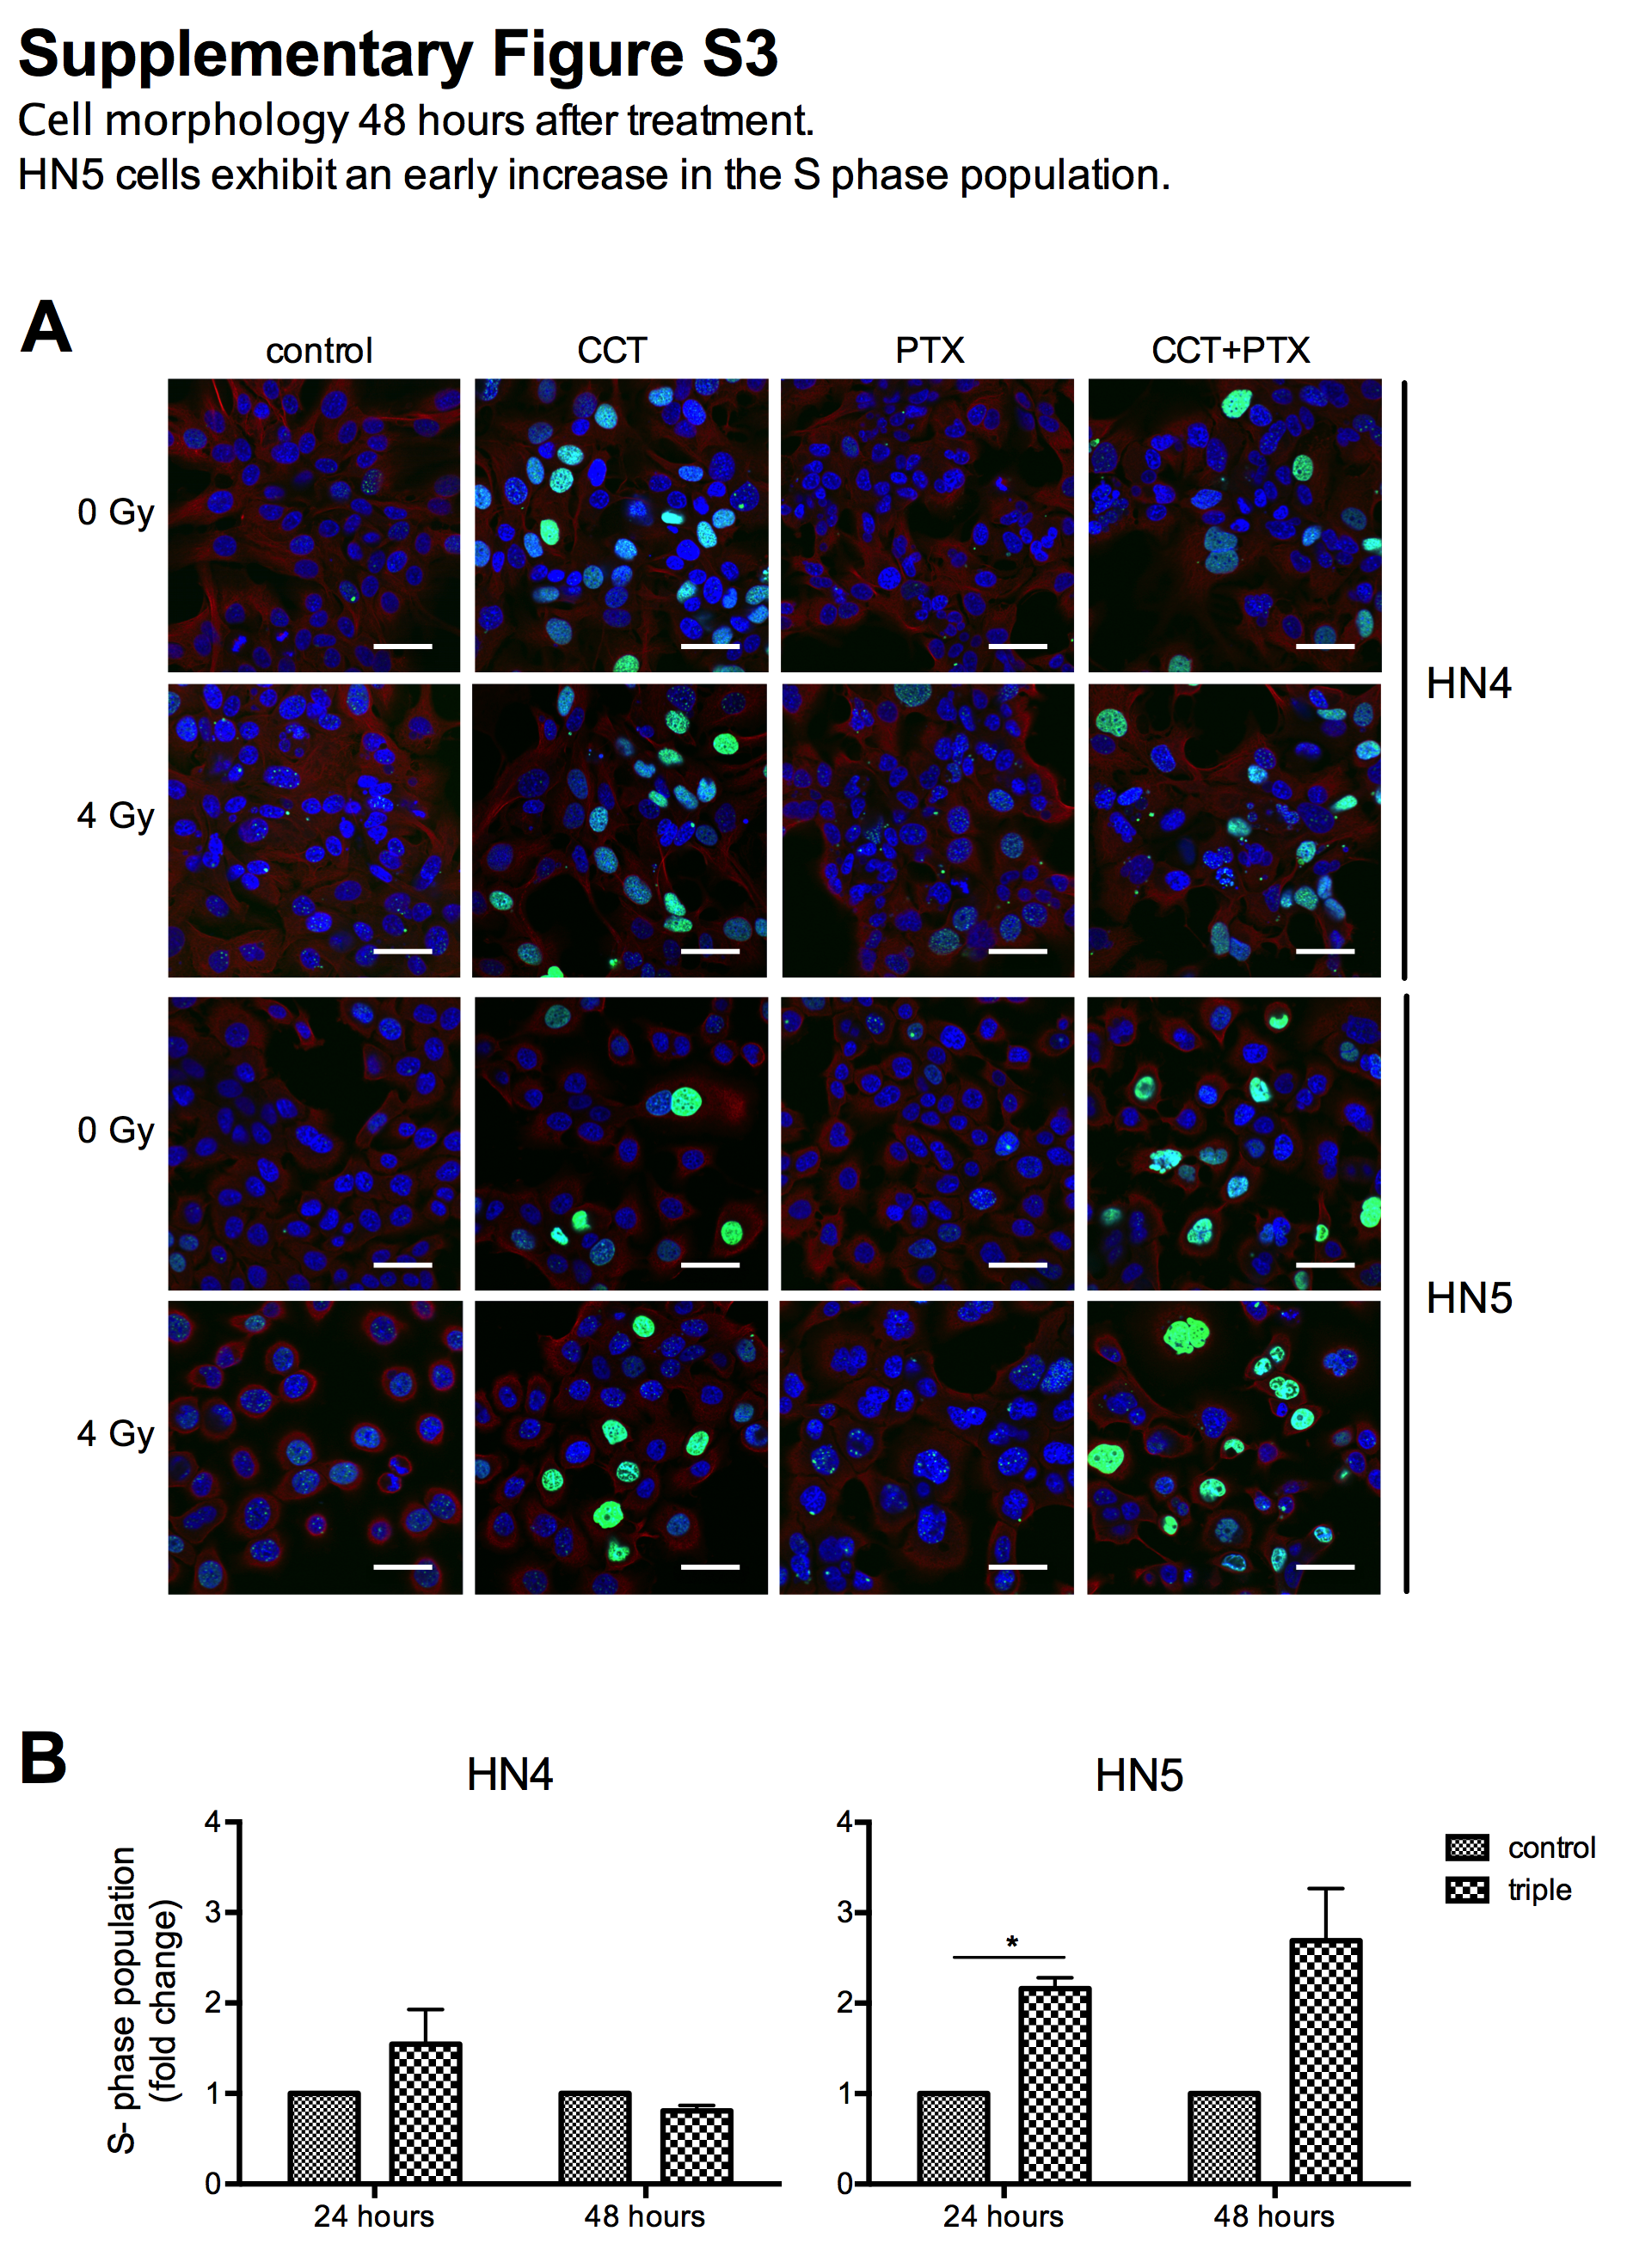 Supplementary Figure S3
Cell morphology 48 hours after treatment.
HN5 cells exhibit an early increase in the S phase population.
A
control CCT PTX CCT+PTX
0 Gy
HN4
4 Gy
0 Gy
HN5
4 Gy
B
HN4 HN5
S- phase population
(fold change)
4
3
2
1
0
24 hours 48 hours
4
3
2
1
0
*
24 hours 48 hours
control
triple